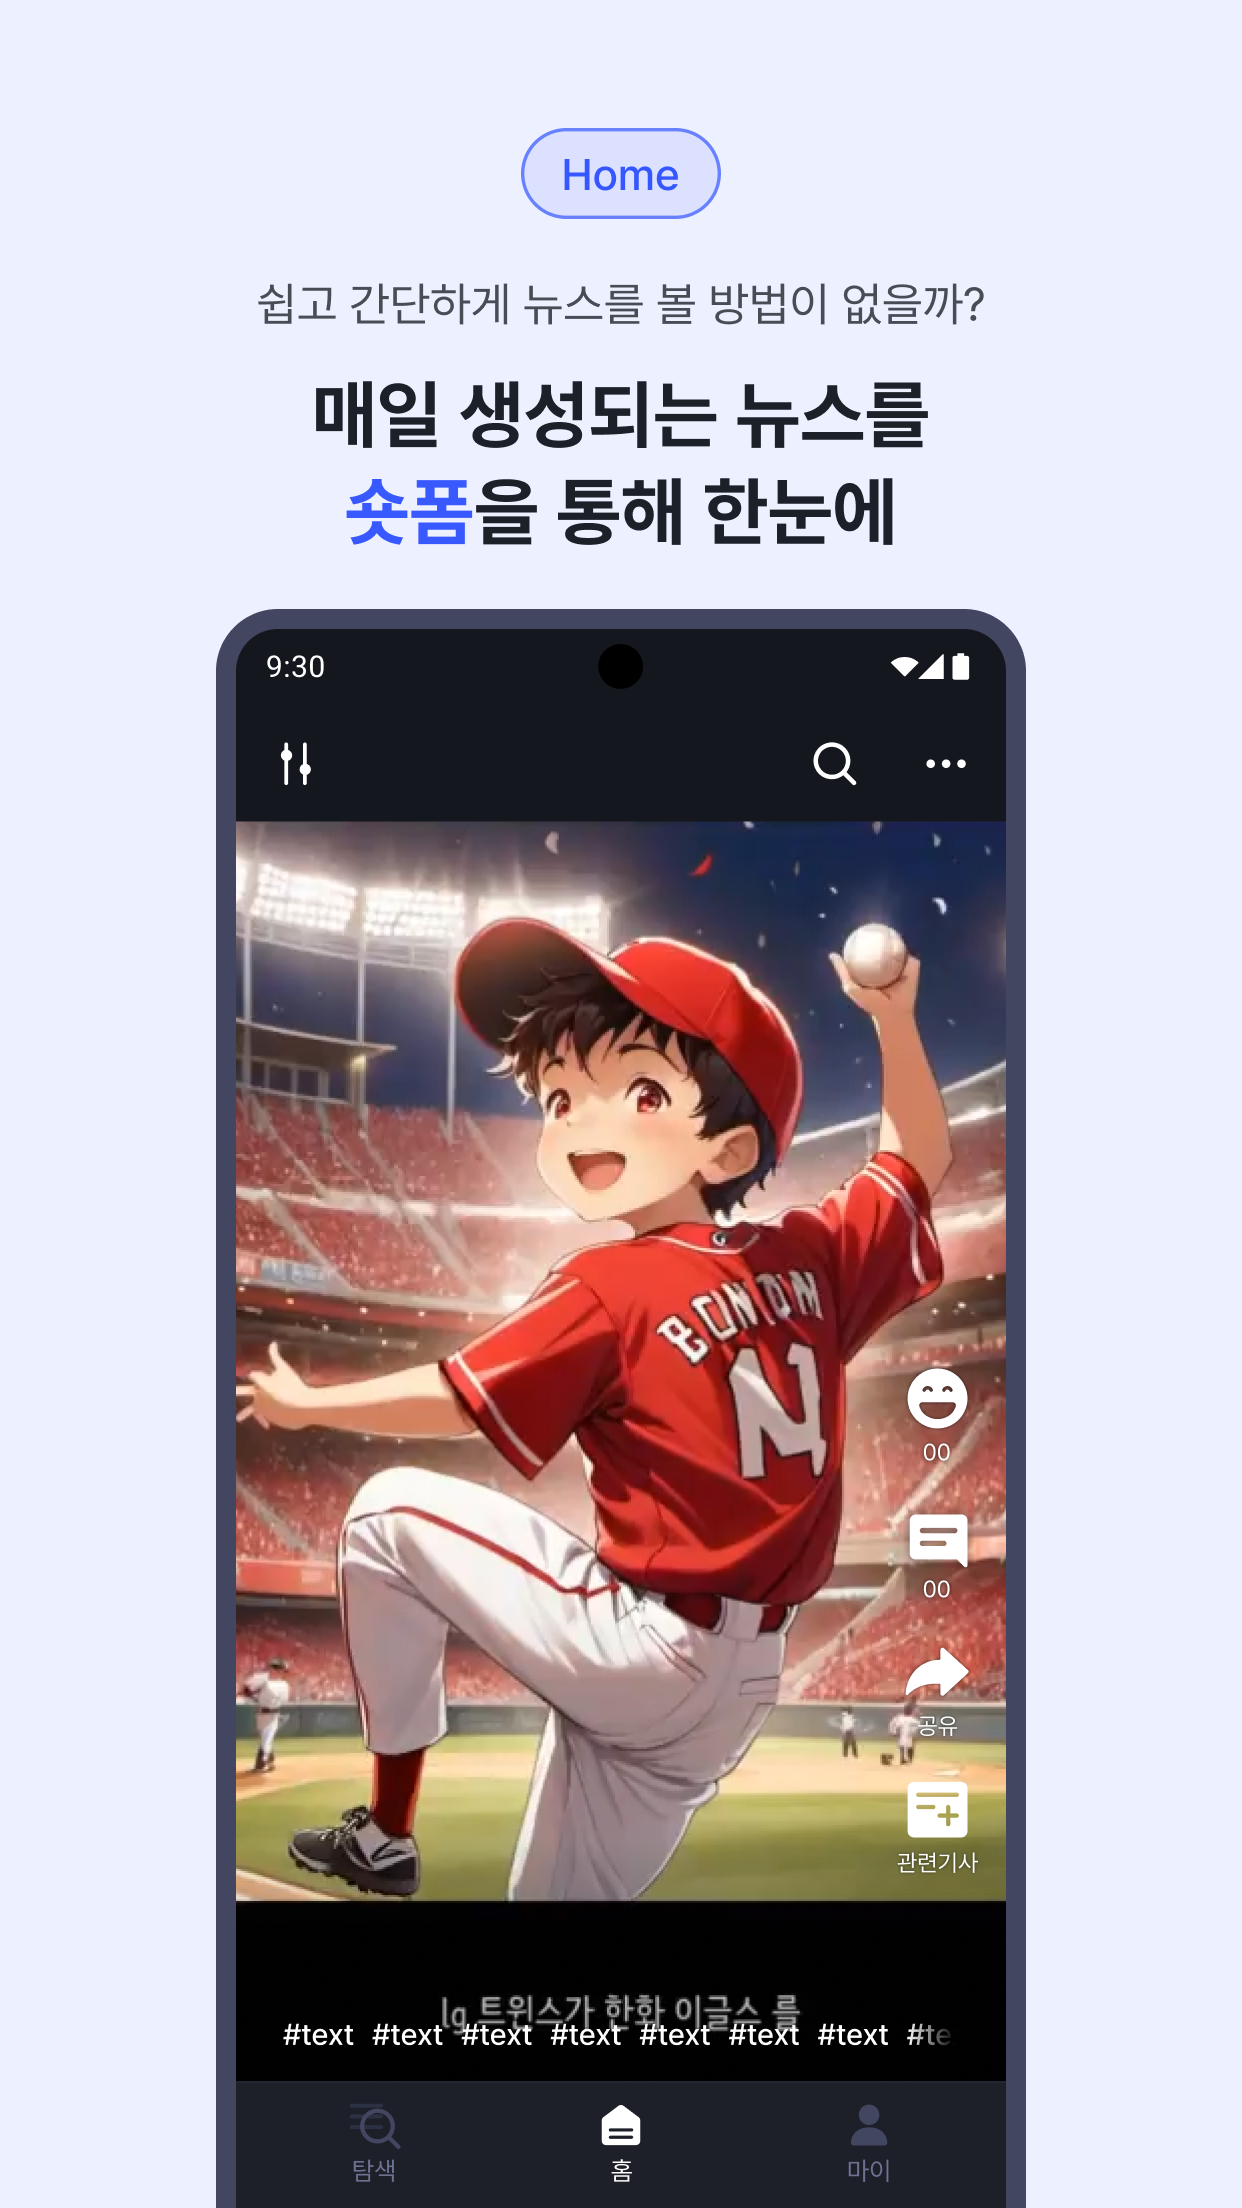 Home
쉽고 간단하게 뉴스를 볼 방법이 없을까?
매일 생성되는 뉴스를
숏폼을 통해 한눈에
9:30
N
00
00
공유
관련기사
lg 트윈스가 한화 이글스 를
#text #text #text #text #text #text #text #te
탐색 홈 마이